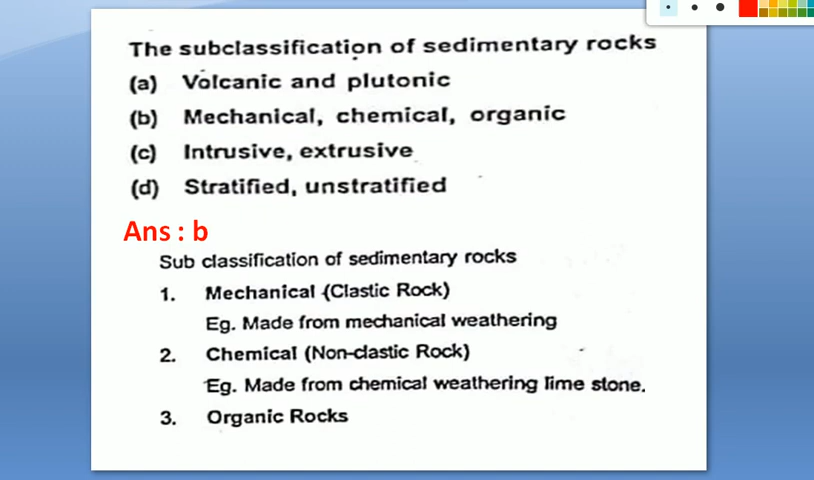 The subclassification of sedimentary rocks
(a) Volcanic and plutonic
(b) Mechanical, chemical, organic
(c) Intrusive, extrusive
(d) Stratified, unstratified
Ans : b
Sub classification of sedimentary rocks
1. Mechanical (Clastic Rock)
Eg. Made from mechanical weathering
2. Chemical (Non-clastic Rock)
Eg. Made from chemical weathering lime stone.
3. Organic Rocks